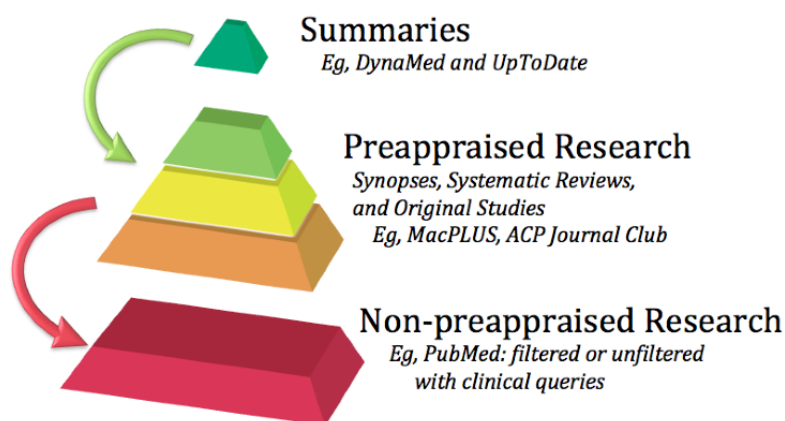 Summaries
Eg, DynaMed and UpToDate
Preappraised Research
Synopses, Systematic Reviews,
and Original Studies
Eg, MacPLUS, ACP Journal Club
Non-preappraised Research
Eg, PubMed: filtered or unfiltered
with clinical queries